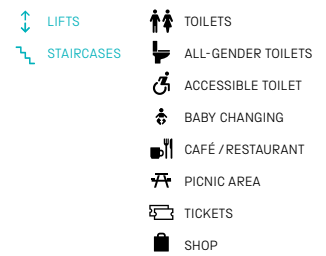 LIFTS
STAIRCASES
TOILETS
ALL-GENDER TOILETS
ACCESSIBLE TOILET
BABY CHANGING
CAFÉ / RESTAURANT
PICNIC AREA
TICKETS
SHOP